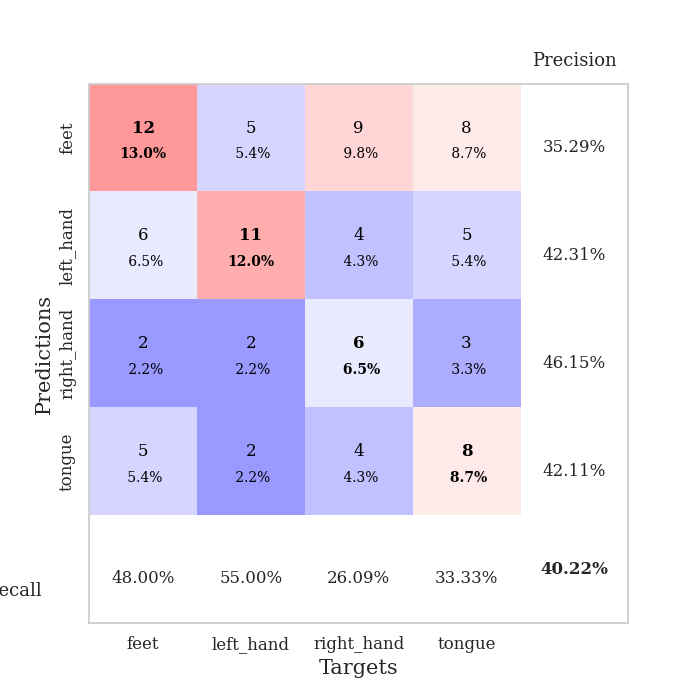 Precision
feet 12 5 9 8
13.0% 5.4% 9.8% 8.7% 35.29%
left_hand 6 11 4 5
6.5% 12.0% 4.3% 5.4% 42.31%
right_hand 2 2 6 3
2.2% 2.2% 6.5% 3.3% 46.15%
tongue 5 2 4 8
5.4% 2.2% 4.3% 8.7% 42.11%
Predictions
ecall 48.00% 55.00% 26.09% 33.33% 40.22%
feet left_hand right_hand tongue
Targets